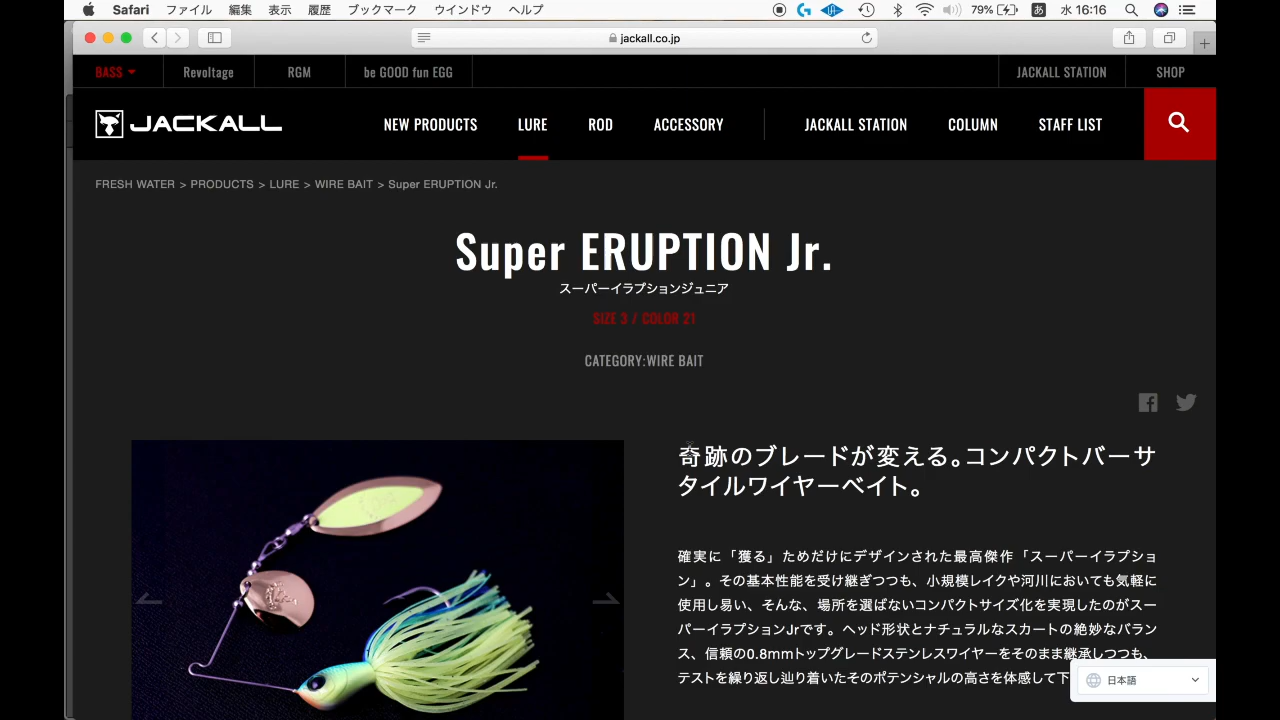 Safari ファイル 編集 表示 履歴 ブックマーク ウインドウ ヘルプ 79% あ 水 16:16
jackall.co.jp
BASS Revoltage RGM be GOOD fun EGG JACKALL STATION SHOP
JACKALL NEW PRODUCTS LURE ROD ACCESSORY JACKALL STATION COLUMN STAFF LIST
FRESH WATER > PRODUCTS > LURE > WIRE BAIT > Super ERUPTION Jr.
Super ERUPTION Jr.
スーパーイラプションジュニア
SIZE 3 / COLOR 21
CATEGORY:WIRE BAIT
奇跡のブレードが変える。コンパクトバーサ
タイルワイヤーベイト。
確実に「獲る」ためだけにデザインされた最高傑作「スーパーイラプショ
ン」。その基本性能を受け継ぎつつも、小規模レイクや河川においても気軽に
使用し易い、そんな、場所を選ばないコンパクトサイズ化を実現したのがスー
パーイラプションJrです。ヘッド形状とナチュラルなスカートの絶妙なバラン
ス、信頼の0.8mmトップグレードステンレスワイヤーをそのまま継承しつつも、
テストを繰り返し辿り着いたそのポテンシャルの高さを体感して下
日本語